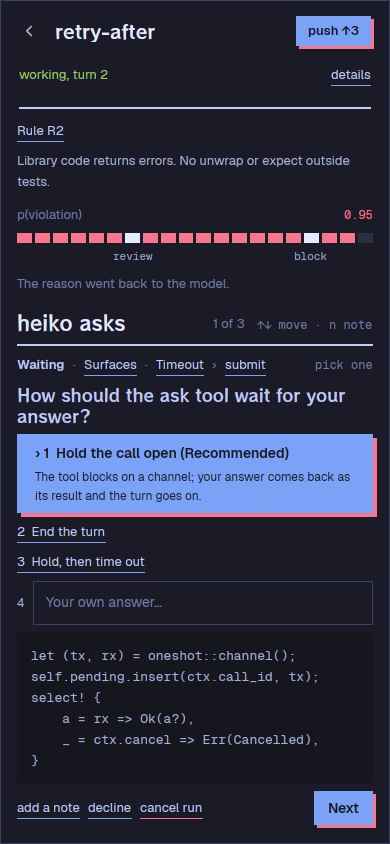 retry-after
push ↑3
working, turn 2
details
Rule R2
Library code returns errors. No unwrap or expect outside
tests.
p(violation)
0.95
review
block
The reason went back to the model.
heiko asks
1 of 3 ↑↓ move · n note
Waiting · Surfaces · Timeout › submit
pick one
How should the ask tool wait for your
answer?
› 1 Hold the call open (Recommended)
The tool blocks on a channel; your answer comes back as
its result and the turn goes on.
2 End the turn
3 Hold, then time out
4 Your own answer...
let (tx, rx) = oneshot::channel();
self.pending.insert(ctx.call_id, tx);
select! {
    a = rx => Ok(a?),
    _ = ctx.cancel => Err(Cancelled),
}
add a note decline cancel run
Next